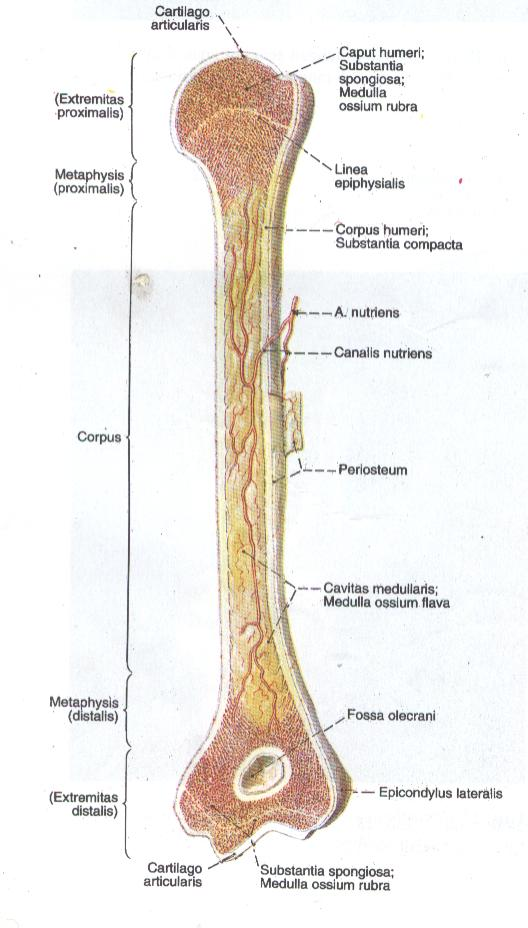 Cartilago
articularis
Caput humeri;
Substantia
spongiosa;
Medulla
ossium rubra
(Extremitas
proximalis)
Linea
epiphysialis
Metaphysis
(proximalis)
Corpus humeri;
Substantia compacta
A. nutriens
Canalis nutriens
Corpus
Periosteum
Cavitas medullaris;
Medulla ossium flava
Metaphysis
(distalis)
Fossa olecrani
(Extremitas
distalis)
Epicondylus lateralis
Cartilago
articularis
Substantia spongiosa;
Medulla ossium rubra